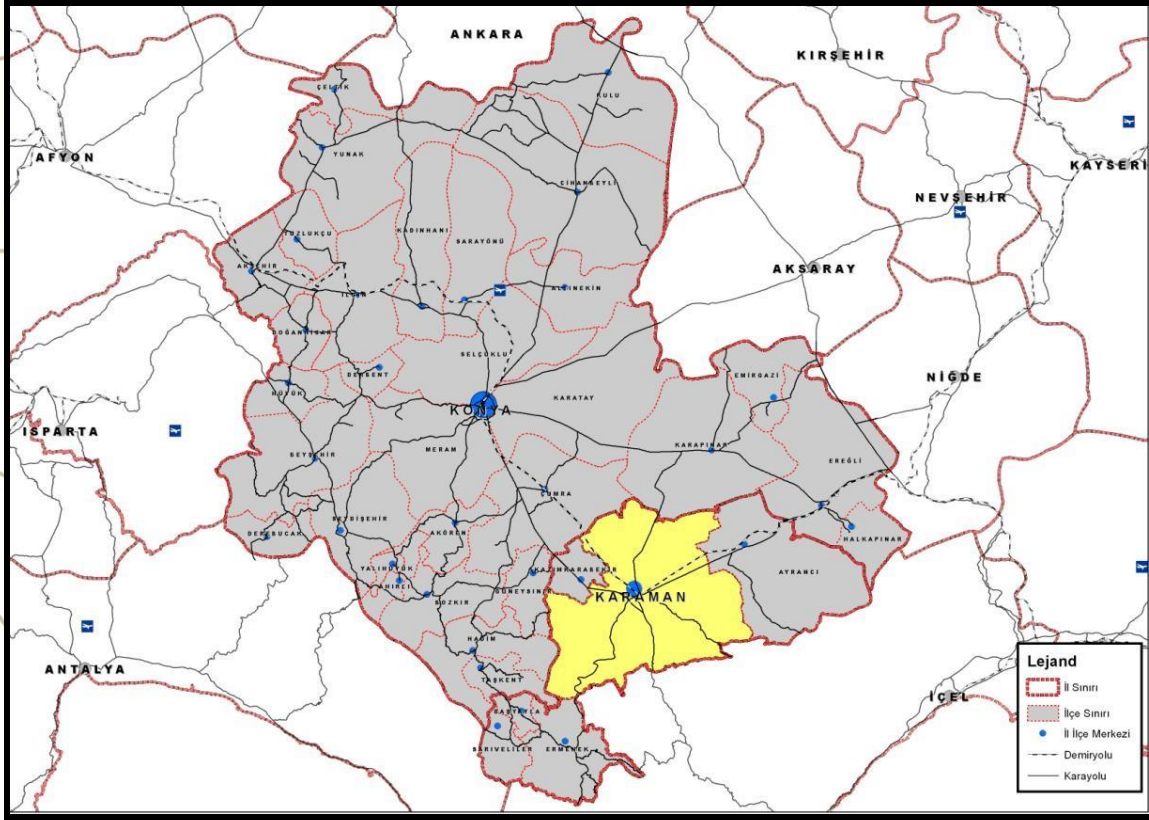 ANKARA
KIRŞEHİR
ÇELTİK
KULU
AFYON
YUNAK
KAYSERİ
CİHANBEYLİ
NEVŞEHİR
TUZLUKÇU
KADINHANI
SARAYÖNÜ
AKŞEHİR
AKSARAY
ILGIN
ALTINEKİN
DOĞANHİSAR
SELÇUKLU
DERBENT
EMİRGAZİ
NİĞDE
HÜYÜK
KARATAY
KONYA
ISPARTA
MERAM
KARAPINAR
BEYŞEHİR
EREĞLİ
ÇUMRA
SEYDİŞEHİR
AKÖREN
DEREBUCAK
HALKAPINAR
YALIHÜYÜK
KAZIMKARABEKİR
AYRANCI
AHIRLI
GÜNEYSINIR
BOZKIR
KARAMAN
HADİM
ANTALYA
TAŞKENT
İÇEL
BAŞYAYLA
SARIVELİLER
ERMENEK
Lejand
İl Sınırı
İlçe Sınırı
İl İlçe Merkezi
Demiryolu
Karayolu